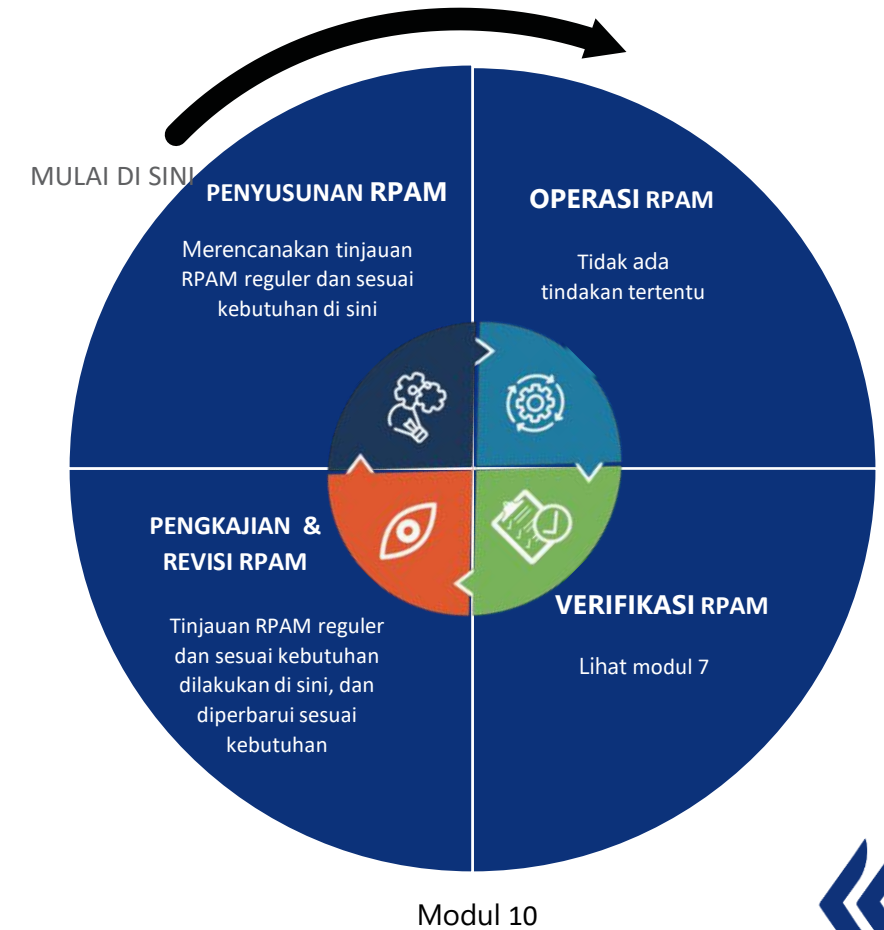 MULAI DI SINI
PENYUSUNAN RPAM
Merencanakan tinjauan
RPAM reguler dan sesuai
kebutuhan di sini
OPERASI RPAM
Tidak ada
tindakan tertentu
PENGKAJIAN &
REVISI RPAM
Tinjauan RPAM reguler
dan sesuai kebutuhan
dilakukan di sini, dan
diperbarui sesuai
kebutuhan
VERIFIKASI RPAM
Lihat modul 7
Modul 10